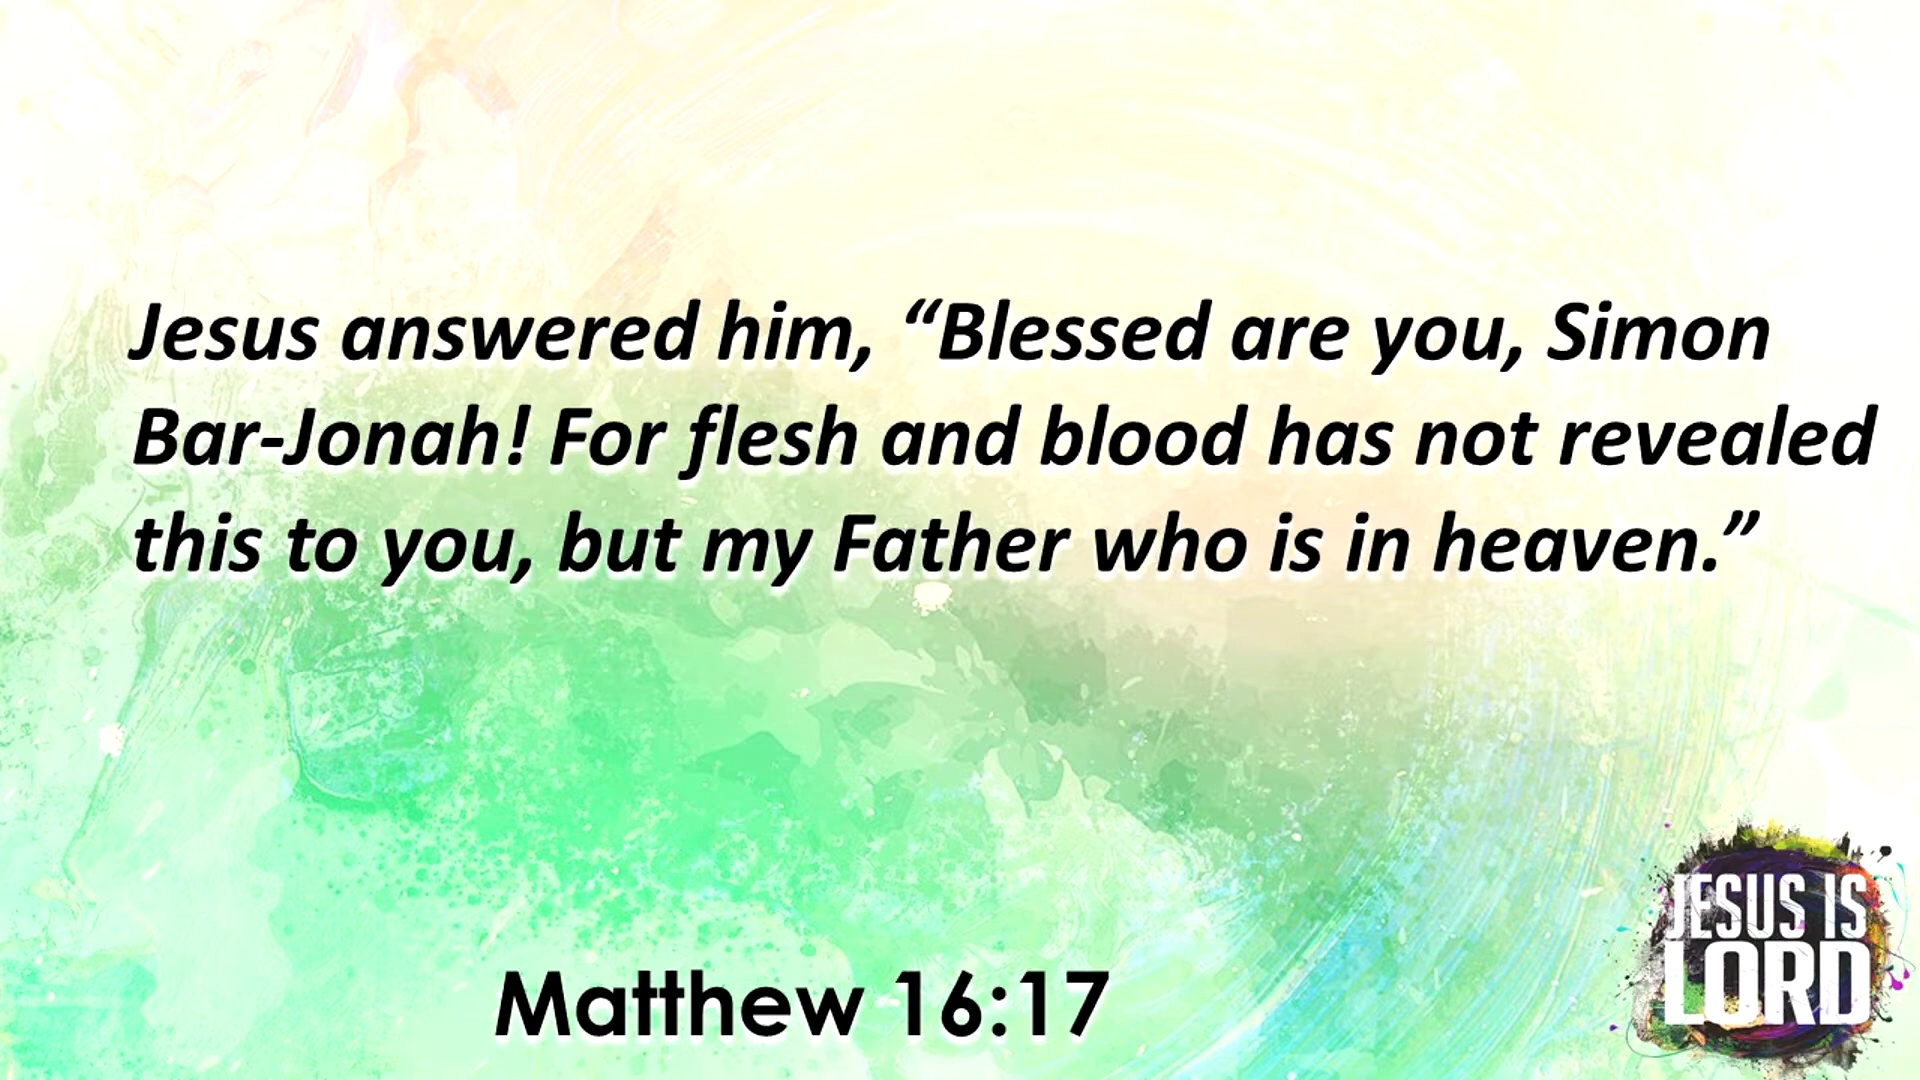 Jesus answered him, “Blessed are you, Simon
Bar-Jonah! For flesh and blood has not revealed
this to you, but my Father who is in heaven.”
Matthew 16:17
JESUS IS
LORD